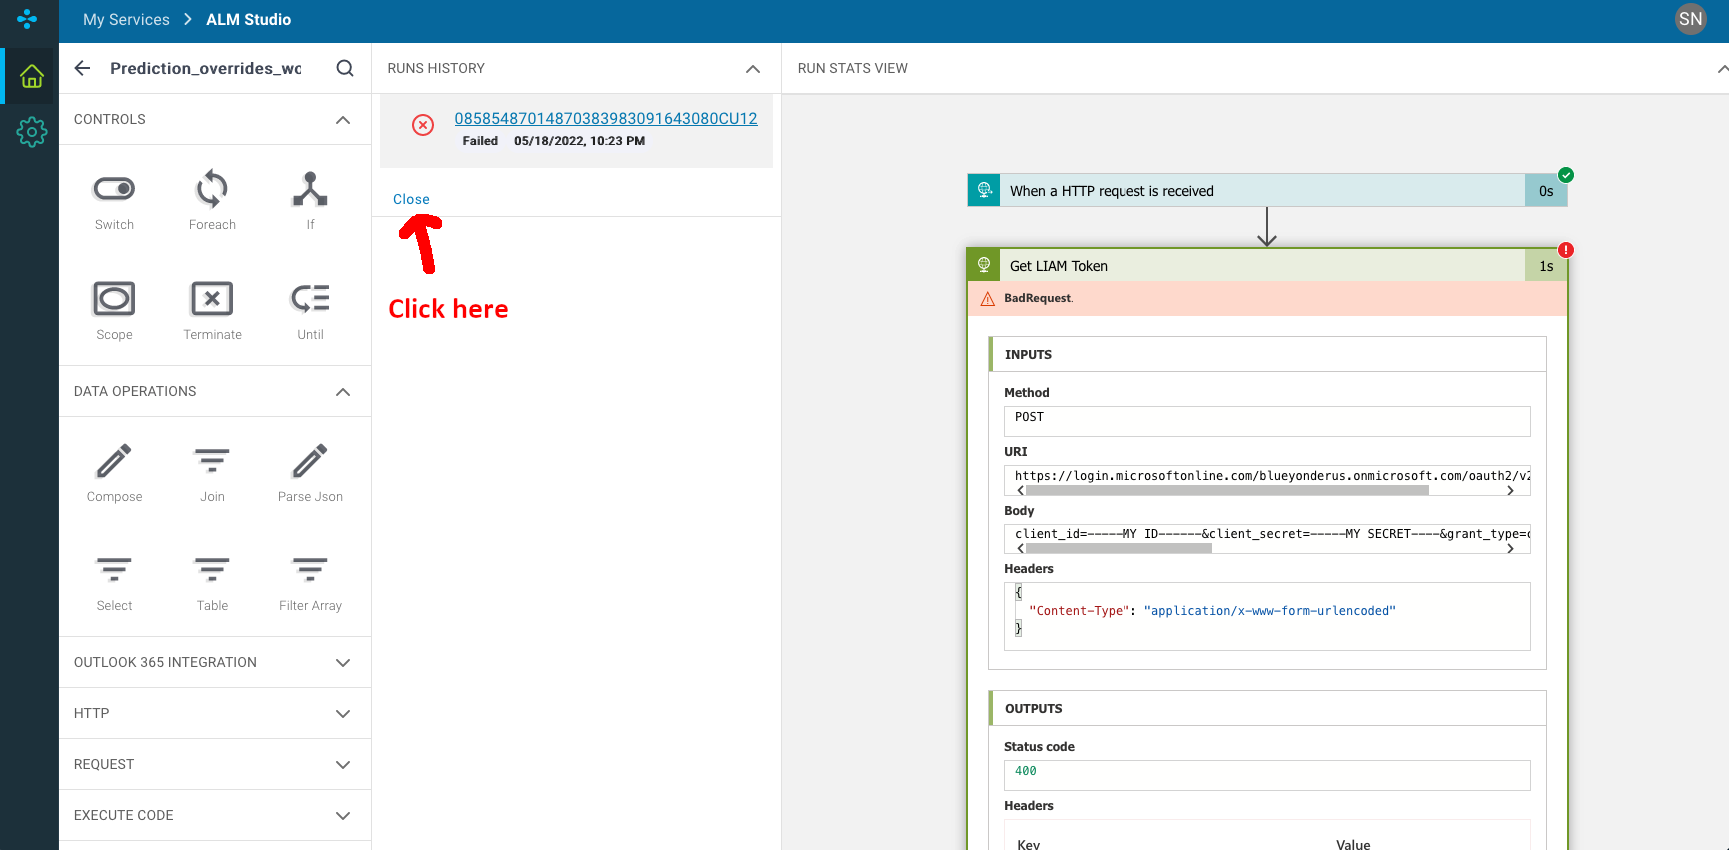 My Services > ALM Studio
SN
Prediction_overrides_wo
CONTROLS
Switch
Foreach
If
Scope
Terminate
Until
DATA OPERATIONS
Compose
Join
Parse Json
Select
Table
Filter Array
OUTLOOK 365 INTEGRATION
HTTP
REQUEST
EXECUTE CODE
RUNS HISTORY
08585487014870383983091643080CU12
Failed 05/18/2022, 10:23 PM
Close
Click here
RUN STATS VIEW
When a HTTP request is received 0s
Get LIAM Token 1s
BadRequest.
INPUTS
Method
POST
URI
https://login.microsoftonline.com/blueyonderus.onmicrosoft.com/oauth2/v2
Body
client_id=-----MY ID------&client_secret=-----MY SECRET----&grant_type=c
Headers
{
"Content-Type": "application/x-www-form-urlencoded"
}
OUTPUTS
Status code
400
Headers
Key Value